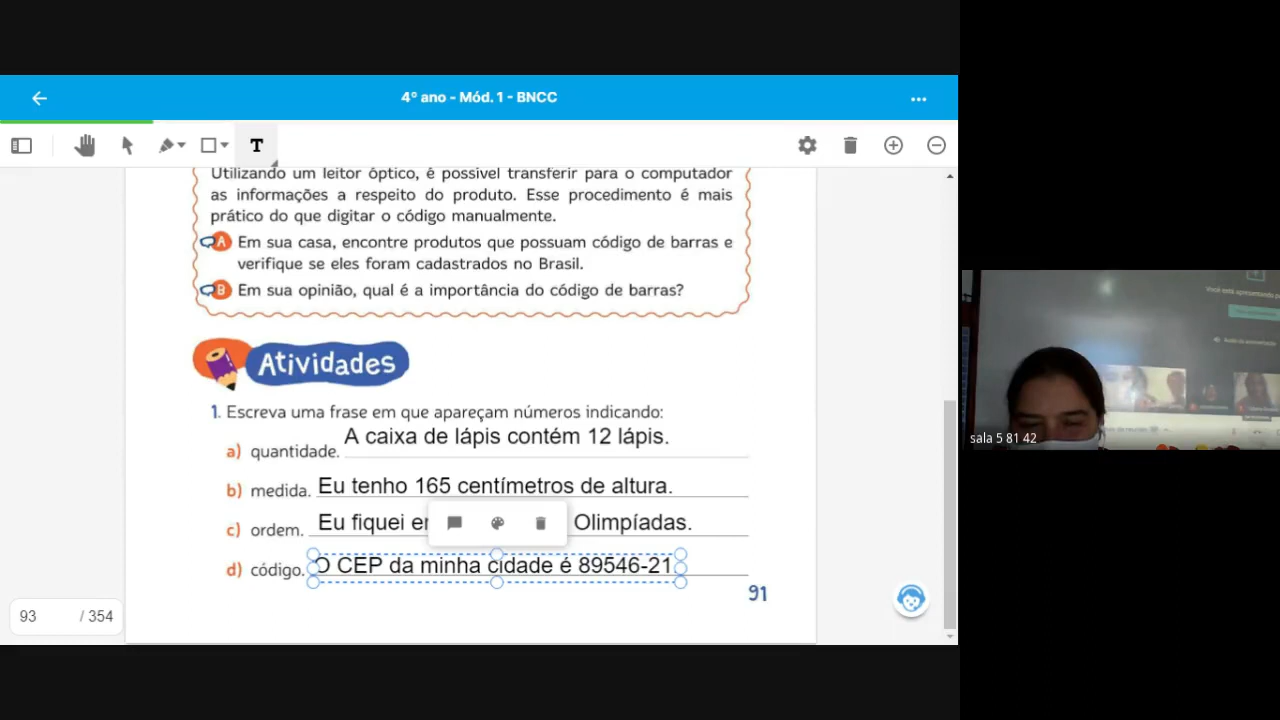 4º ano - Mód. 1 - BNCC
T
Utilizando um leitor óptico, é possível transferir para o computador
as informações a respeito do produto. Esse procedimento é mais
prático do que digitar o código manualmente.
A Em sua casa, encontre produtos que possuam código de barras e
verifique se eles foram cadastrados no Brasil.
B Em sua opinião, qual é a importância do código de barras?
Atividades
1. Escreva uma frase em que apareçam números indicando:
a) quantidade. A caixa de lápis contém 12 lápis.
b) medida. Eu tenho 165 centímetros de altura.
c) ordem. Eu fiquei Olimpíadas.
d) código. O CEP da minha cidade é 89546-21.
91
93 / 354
Você está apresentando
sala 5 81 42